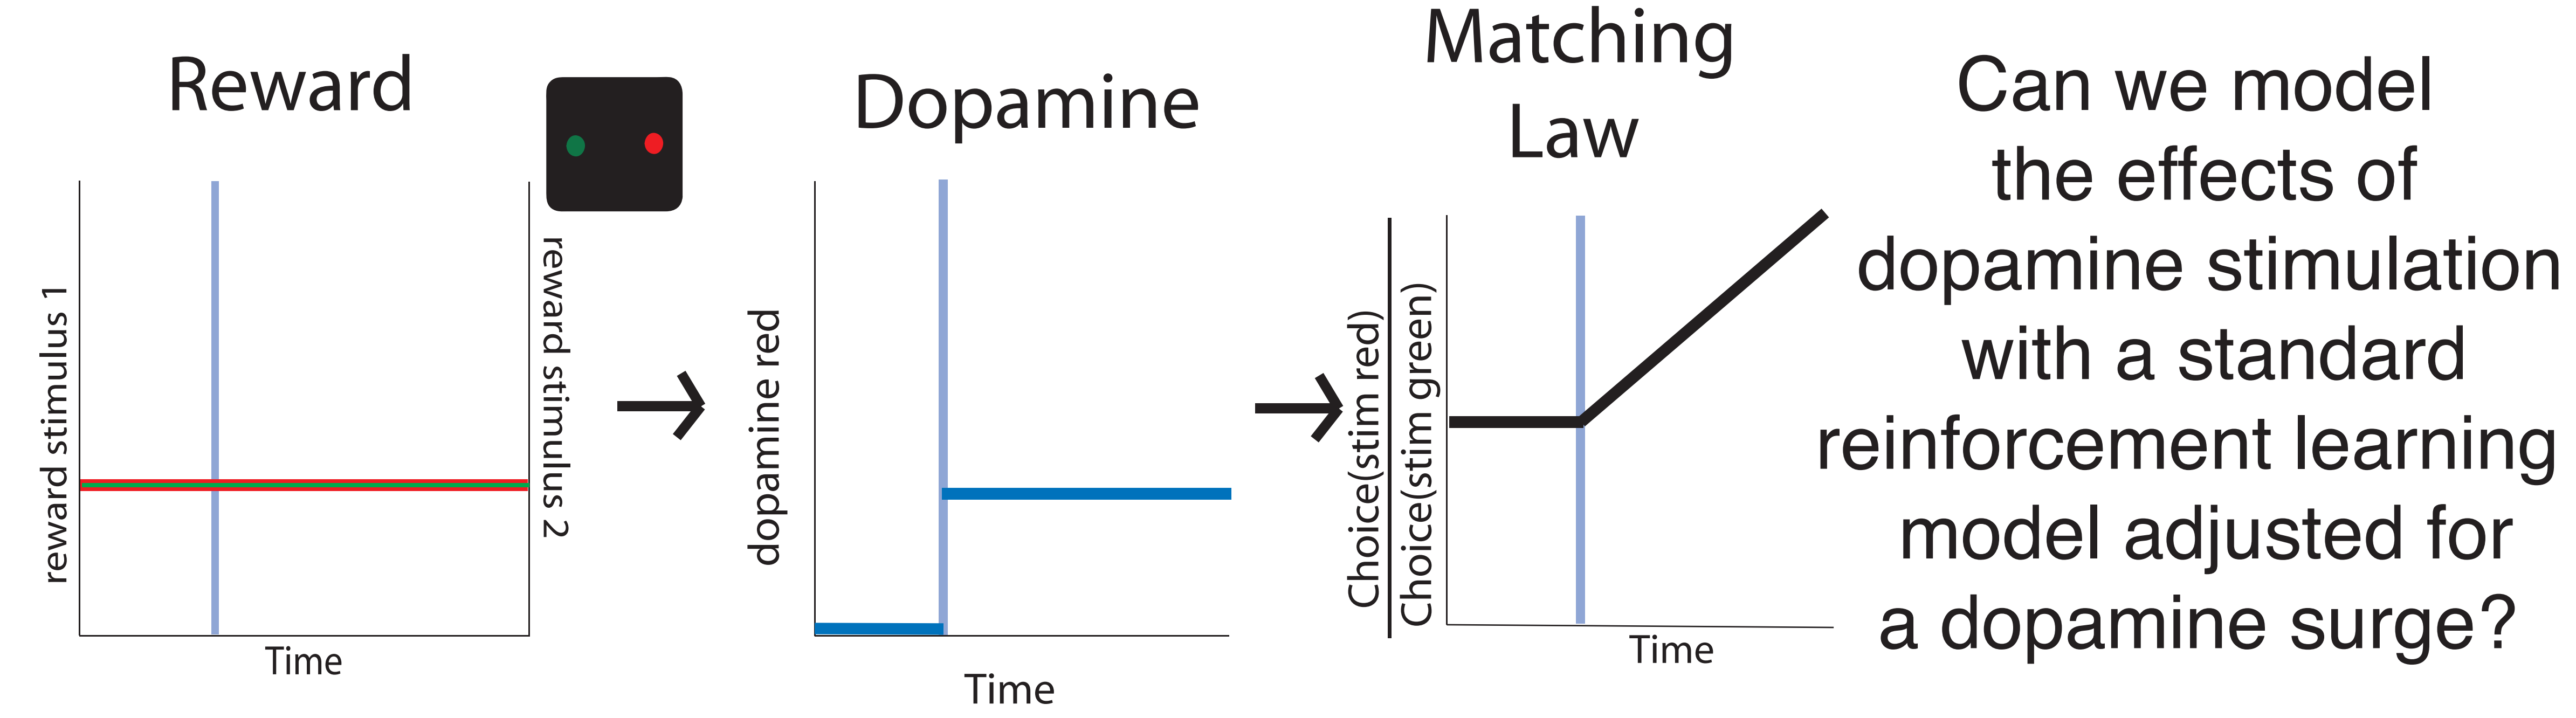 Reward
reward stimulus 1
reward stimulus 2
Time
Dopamine
dopamine red
Time
Matching
Law
Choice(stim red)
Choice(stim green)
Time
Can we model
the effects of
dopamine stimulation
with a standard
reinforcement learning
model adjusted for
a dopamine surge?